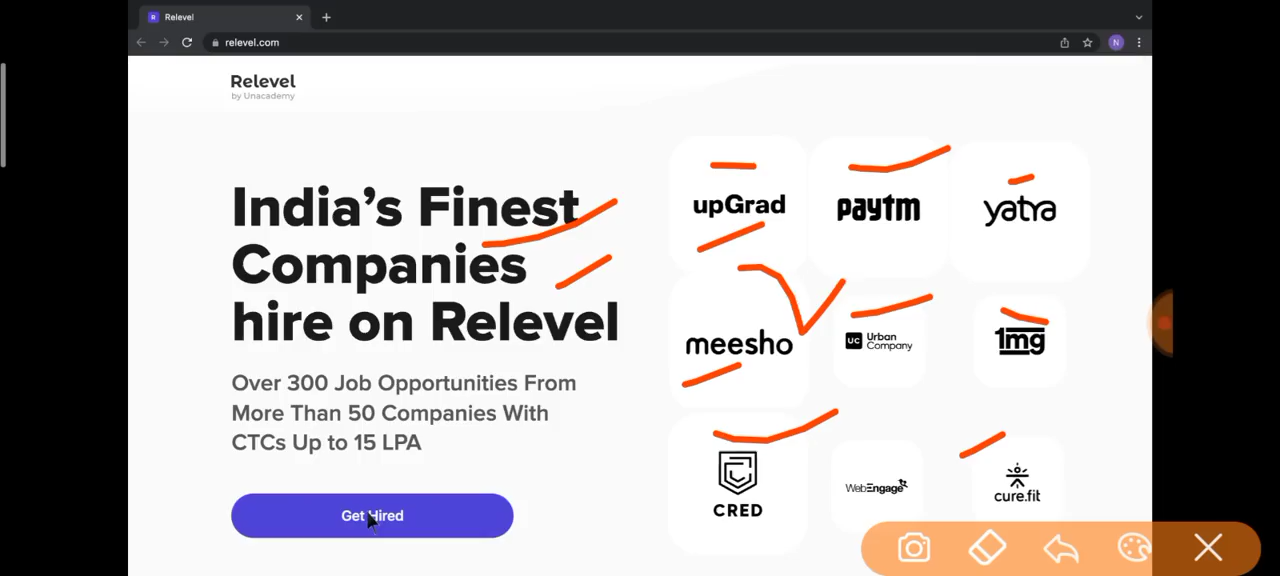 Relevel
relevel.com
N
Relevel
by Unacademy
India's Finest
Companies
hire on Relevel
Over 300 Job Opportunities From
More Than 50 Companies With
CTCs Up to 15 LPA
Get Hired
upGrad
paytm
yatra
meesho
UC Urban
Company
1mg
CRED
WebEngage
cure.fit